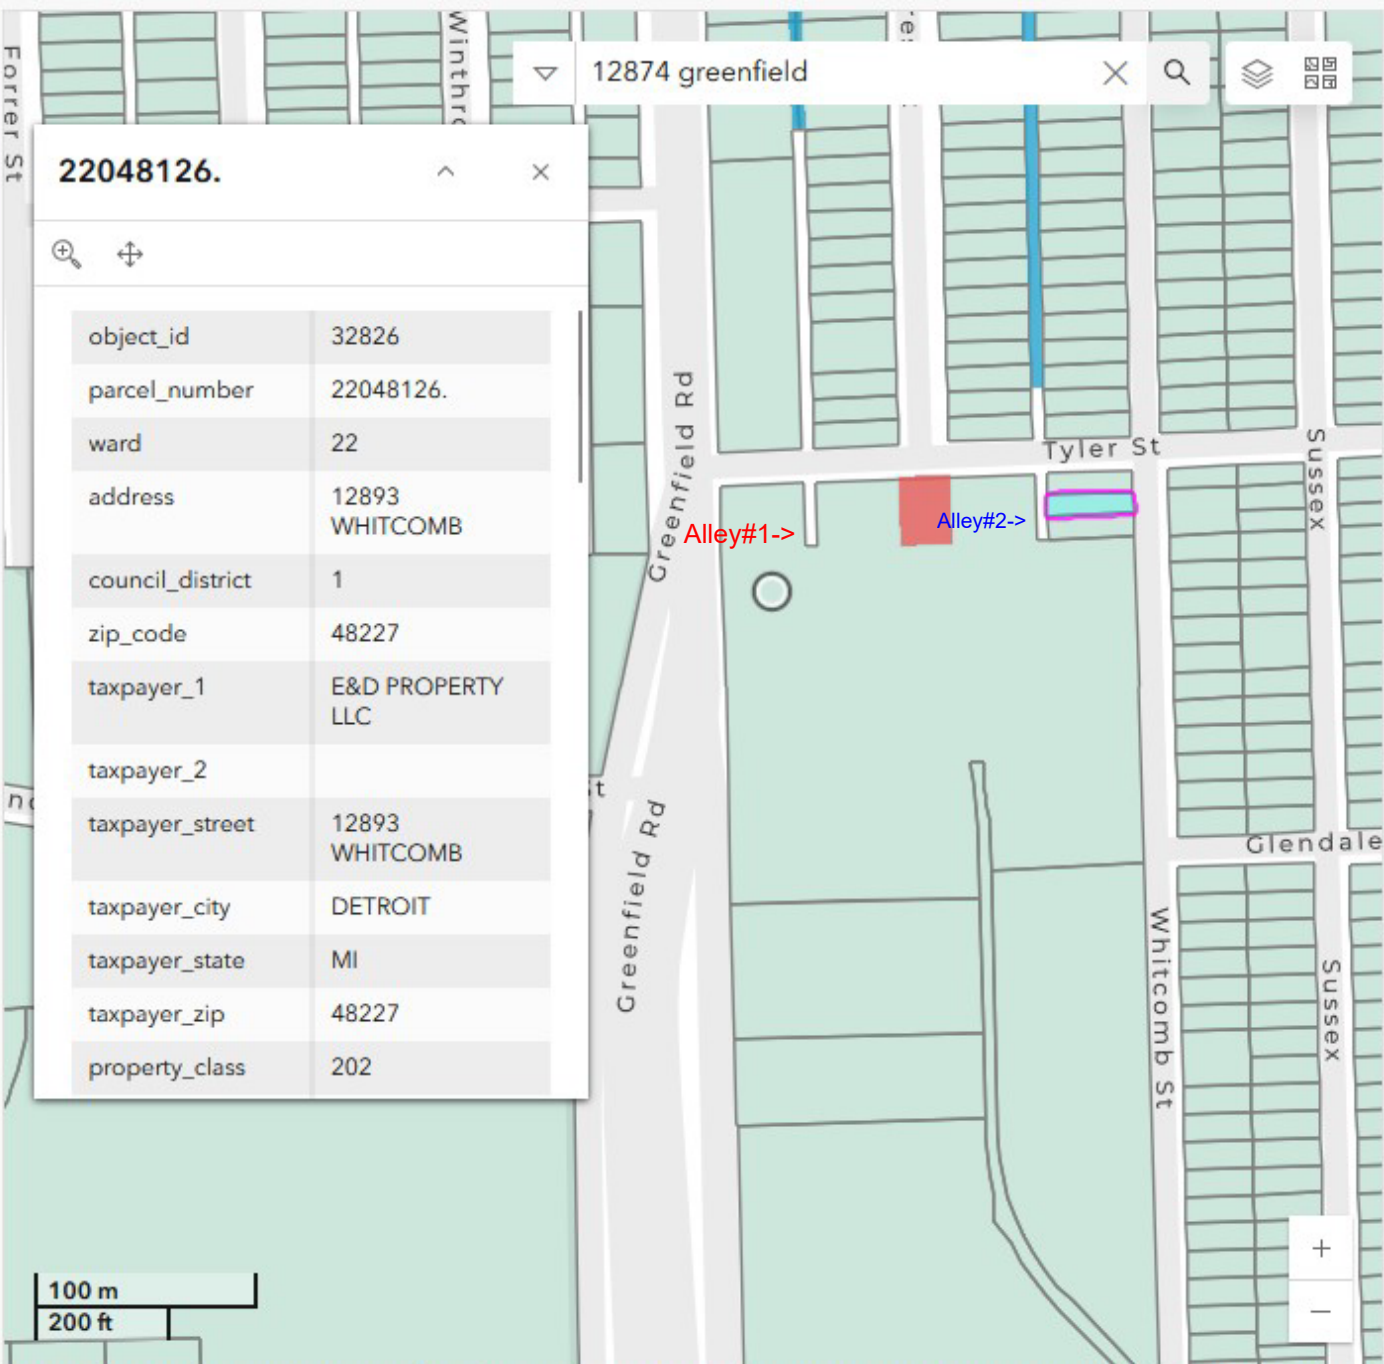 12874 greenfield
Forrer St
Winthro
22048126.
object_id 32826
parcel_number 22048126.
ward 22
address 12893
WHITCOMB
council_district 1
zip_code 48227
taxpayer_1 E&D PROPERTY
LLC
taxpayer_2
taxpayer_street 12893
WHITCOMB
taxpayer_city DETROIT
taxpayer_state MI
taxpayer_zip 48227
property_class 202
Greenfield Rd
Tyler St
Sussex
Alley#1->
Alley#2->
Greenfield Rd
Glendale
Whitcomb St
Sussex
100 m
200 ft